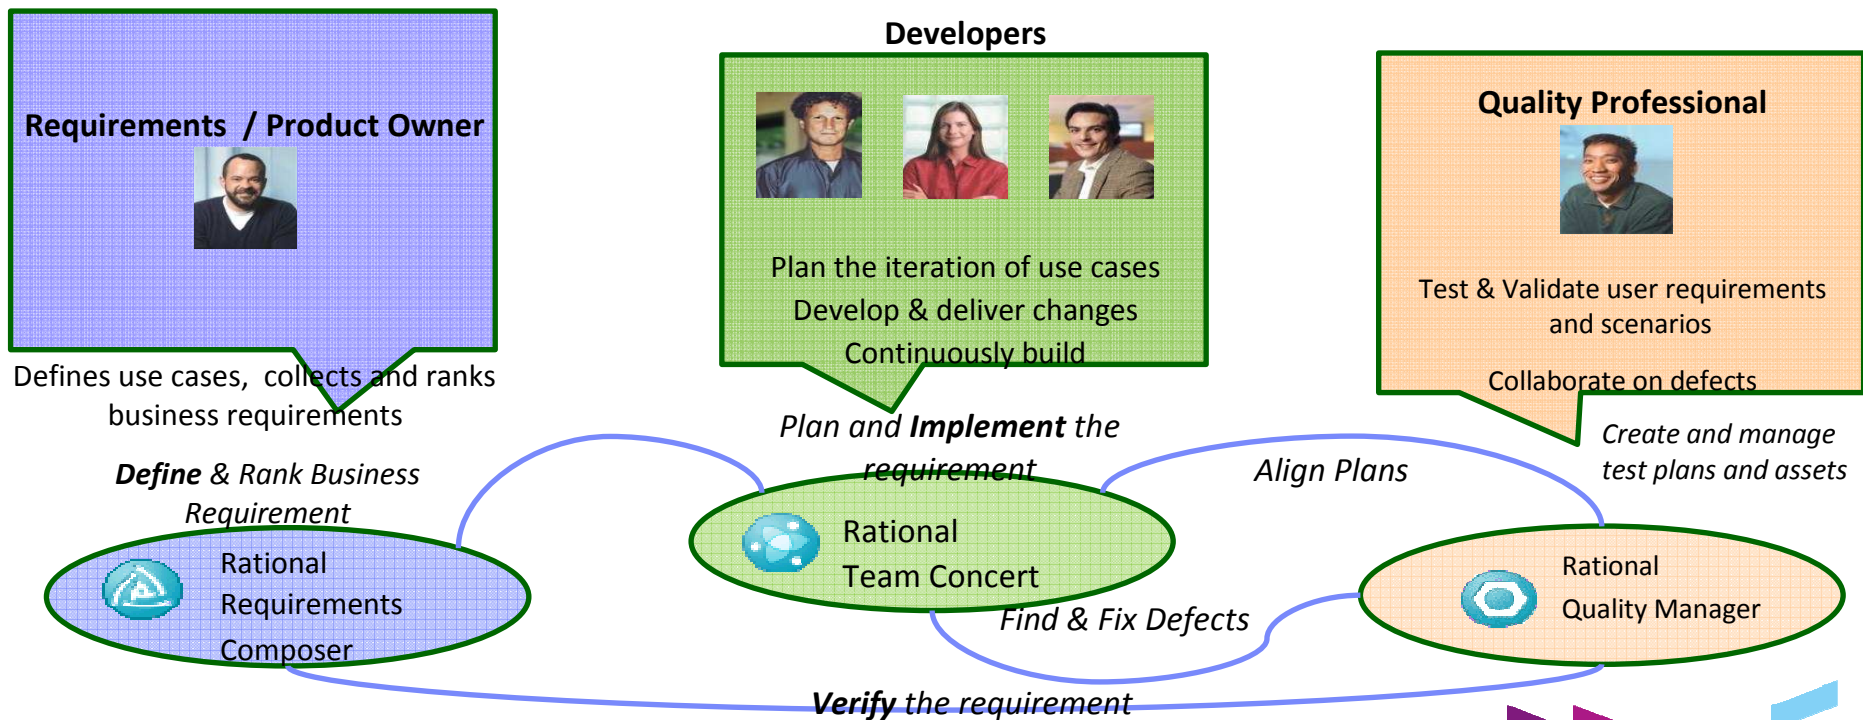 Requirements / Product Owner
Defines use cases, collects and ranks
business requirements
Define & Rank Business
Requirement
Rational
Requirements
Composer
Developers
Plan the iteration of use cases
Develop & deliver changes
Continuously build
Plan and Implement the
requirement
Rational
Team Concert
Quality Professional
Test & Validate user requirements
and scenarios
Collaborate on defects
Create and manage
test plans and assets
Align Plans
Rational
Quality Manager
Find & Fix Defects
Verify the requirement